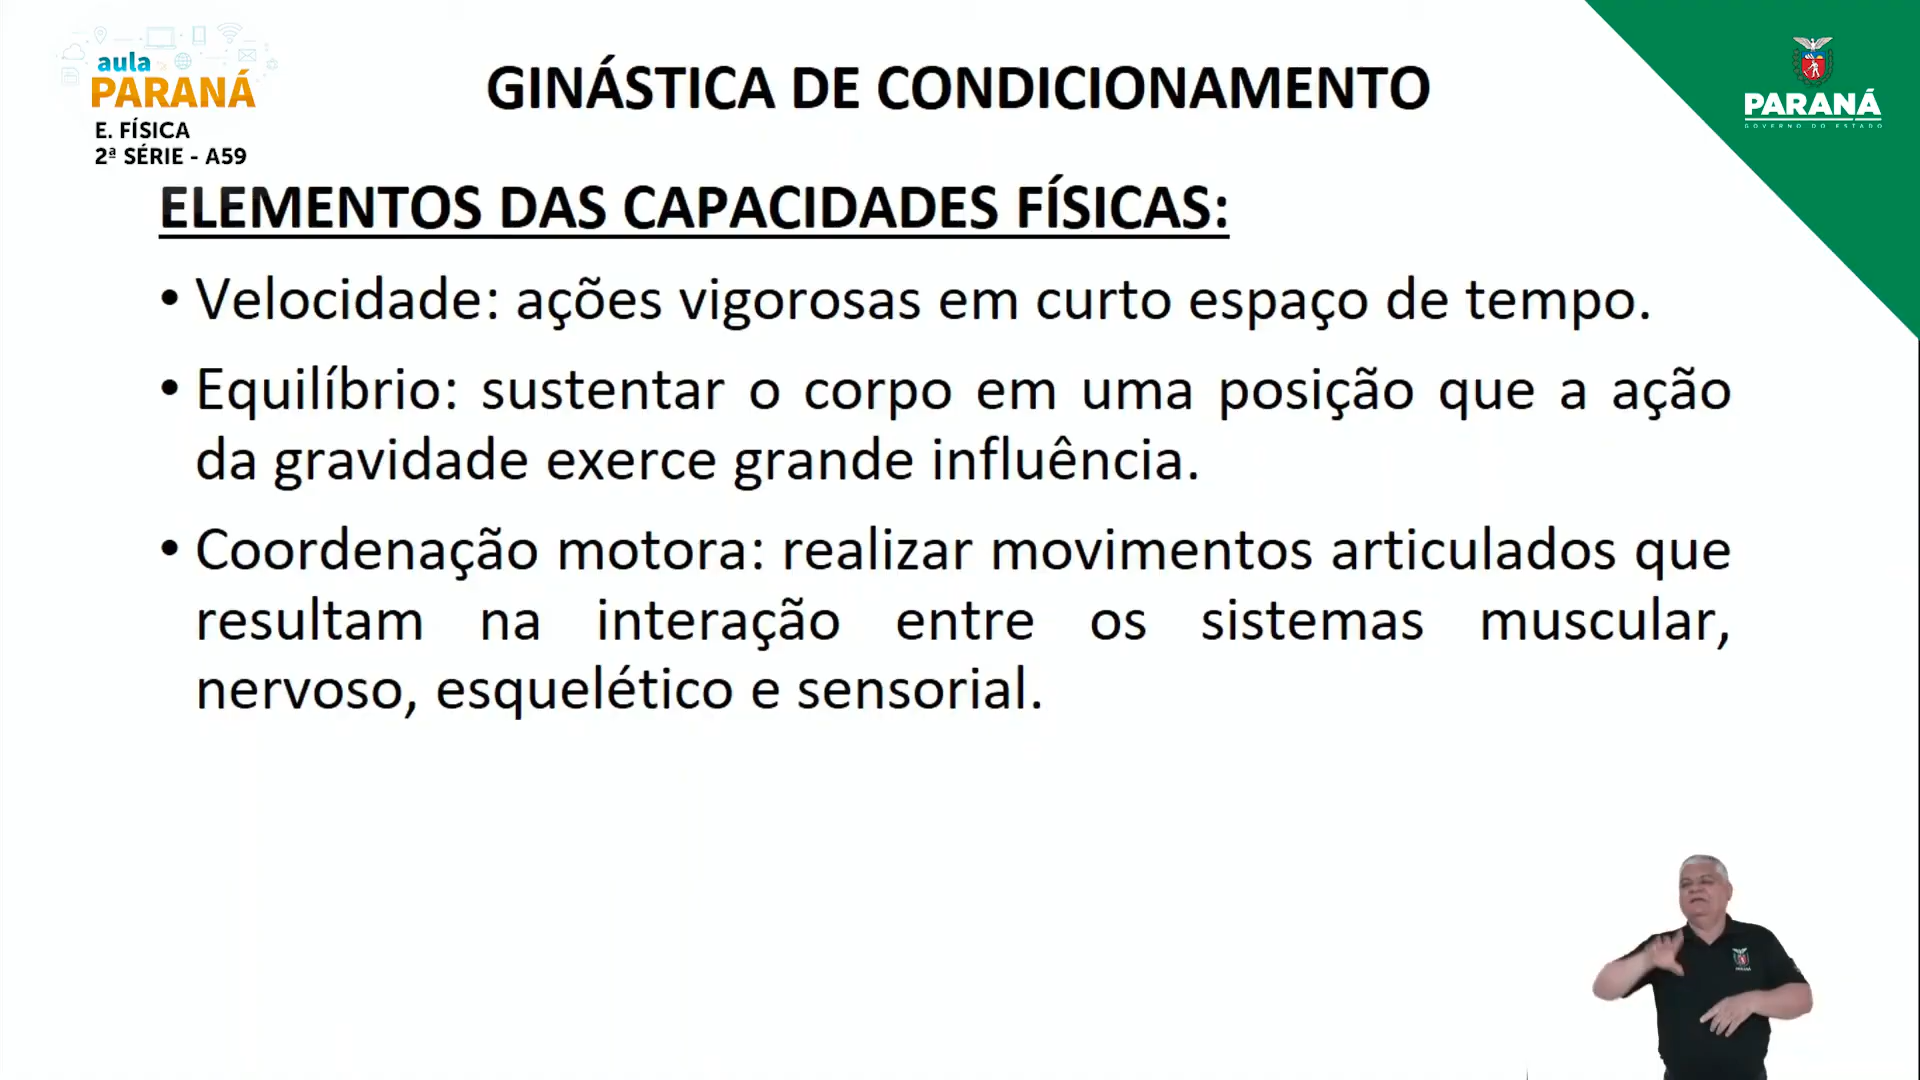 aula
PARANÁ
E. FÍSICA
2ª SÉRIE - A59
GINÁSTICA DE CONDICIONAMENTO
PARANÁ
GOVERNO DO ESTADO
ELEMENTOS DAS CAPACIDADES FÍSICAS:
• Velocidade: ações vigorosas em curto espaço de tempo.
• Equilíbrio: sustentar o corpo em uma posição que a ação
da gravidade exerce grande influência.
• Coordenação motora: realizar movimentos articulados que
resultam na interação entre os sistemas muscular,
nervoso, esquelético e sensorial.